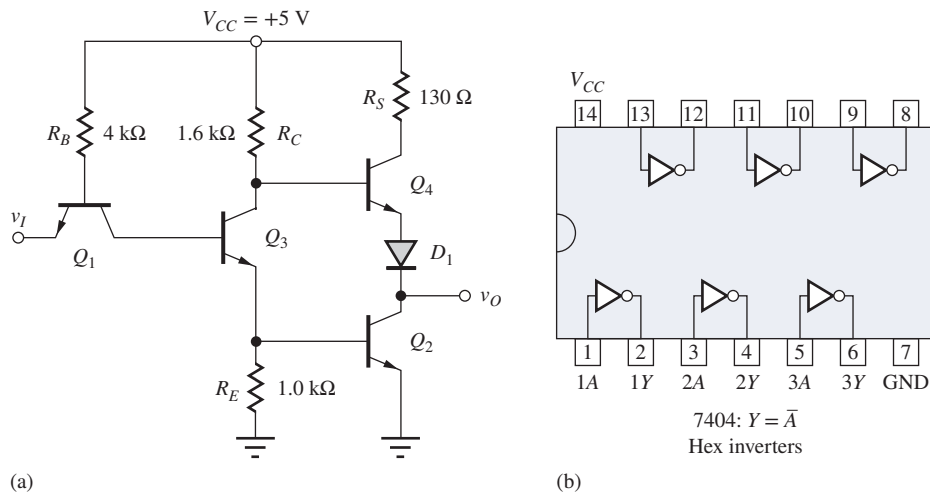 V_CC = +5 V
R_B
4 kΩ
1.6 kΩ
R_C
R_S
130 Ω
v_I
Q_1
Q_3
Q_4
D_1
v_O
Q_2
R_E
1.0 kΩ
(a)
V_CC
14 13 12 11 10 9 8
1 2 3 4 5 6 7
1A 1Y 2A 2Y 3A 3Y GND
7404: Y = A̅
Hex inverters
(b)